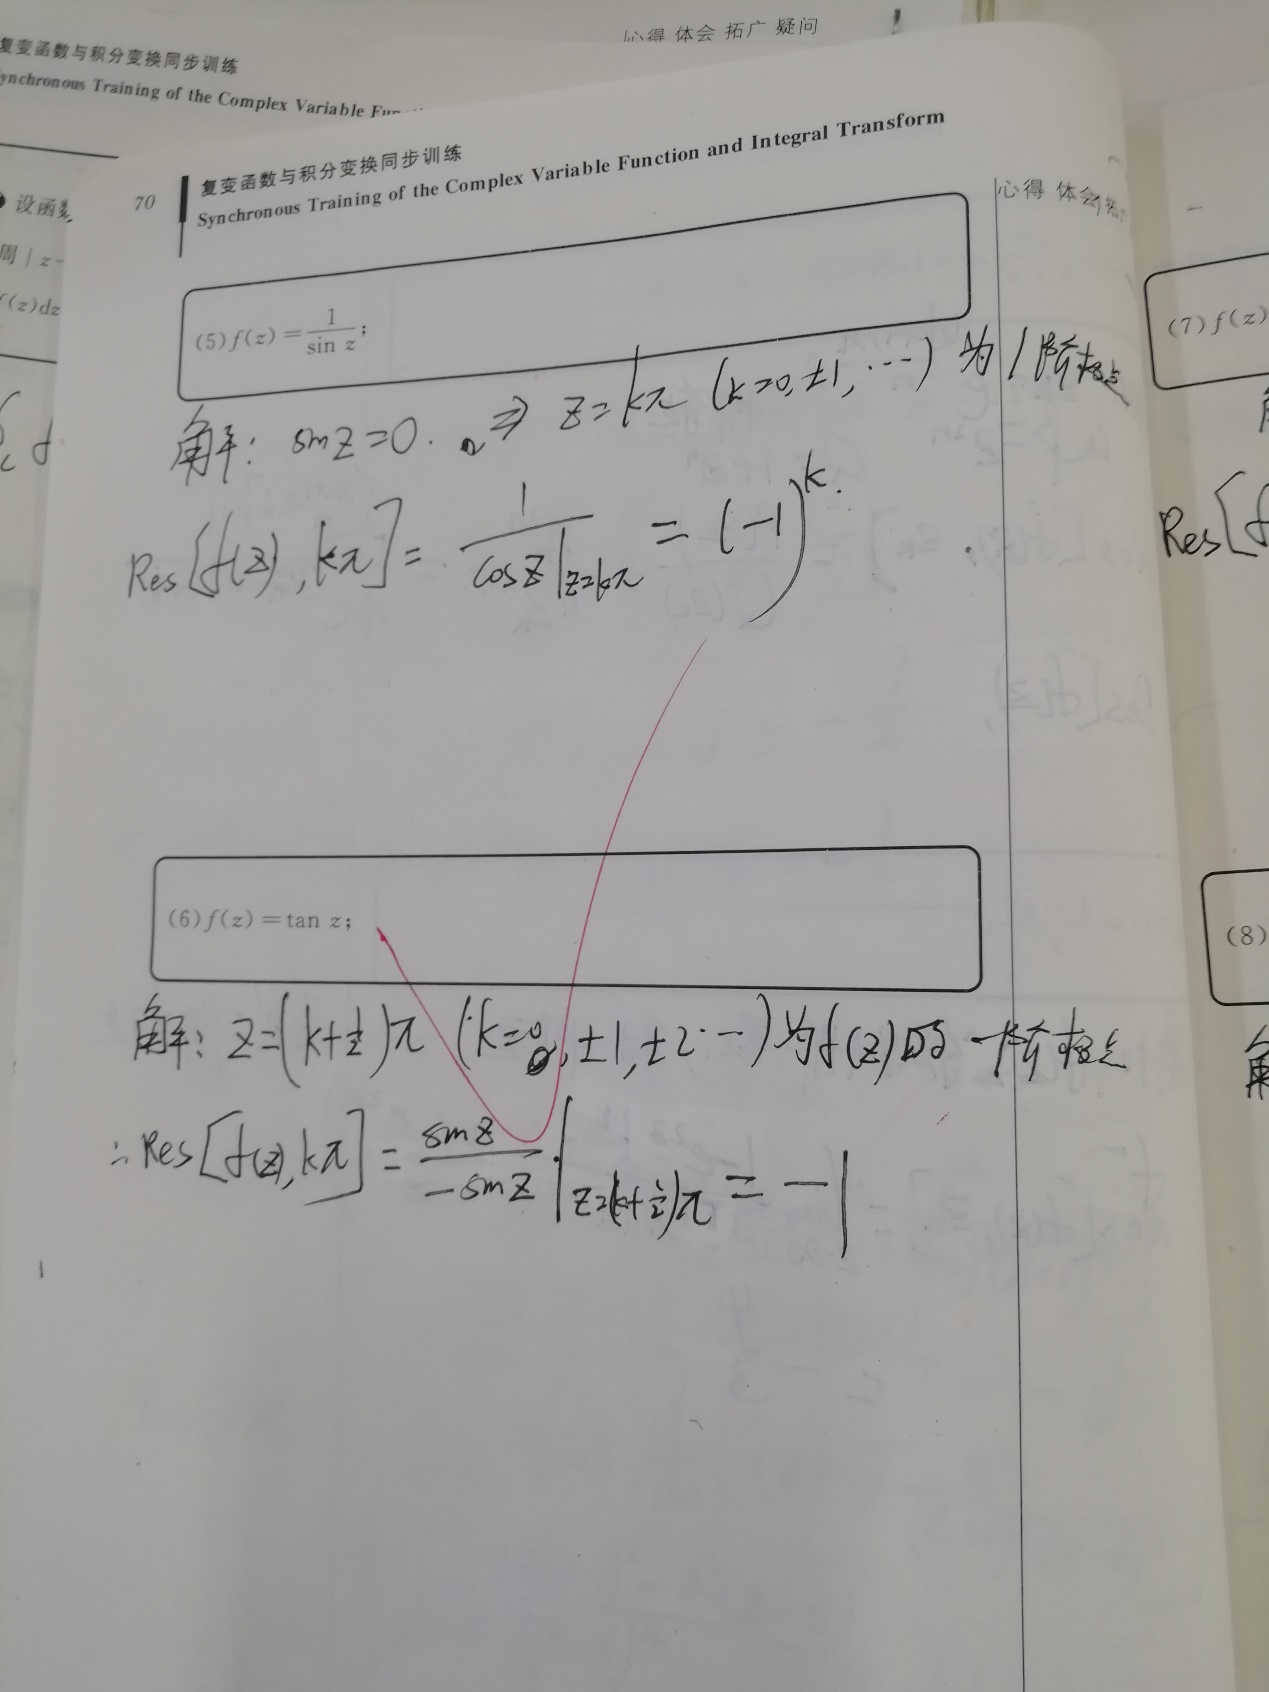 心得 体会 拓广 疑问
复变函数与积分变换同步训练
ynchronous Training of the Complex Variable
设函
周|z-
f(z)dz
70
复变函数与积分变换同步训练
Synchronous Training of the Complex Variable Function and Integral Transform
心得 体会
(5) f(z) = 1/sin z;
解: sin z = 0. ⇒ z = kπ (k=0,±1,…) 为1阶极点
Res[f(z), kπ] = 1/cos z |z=kπ = (-1)^k.
(6) f(z) = tan z;
解: z = (k+1/2)π (k=0,±1,±2…) 为f(z)的一阶极点
∴ Res[f(z), kπ] = sin z/-sin z |z=(k+1/2)π = -1
(7) f(z)
Res[f
(8)